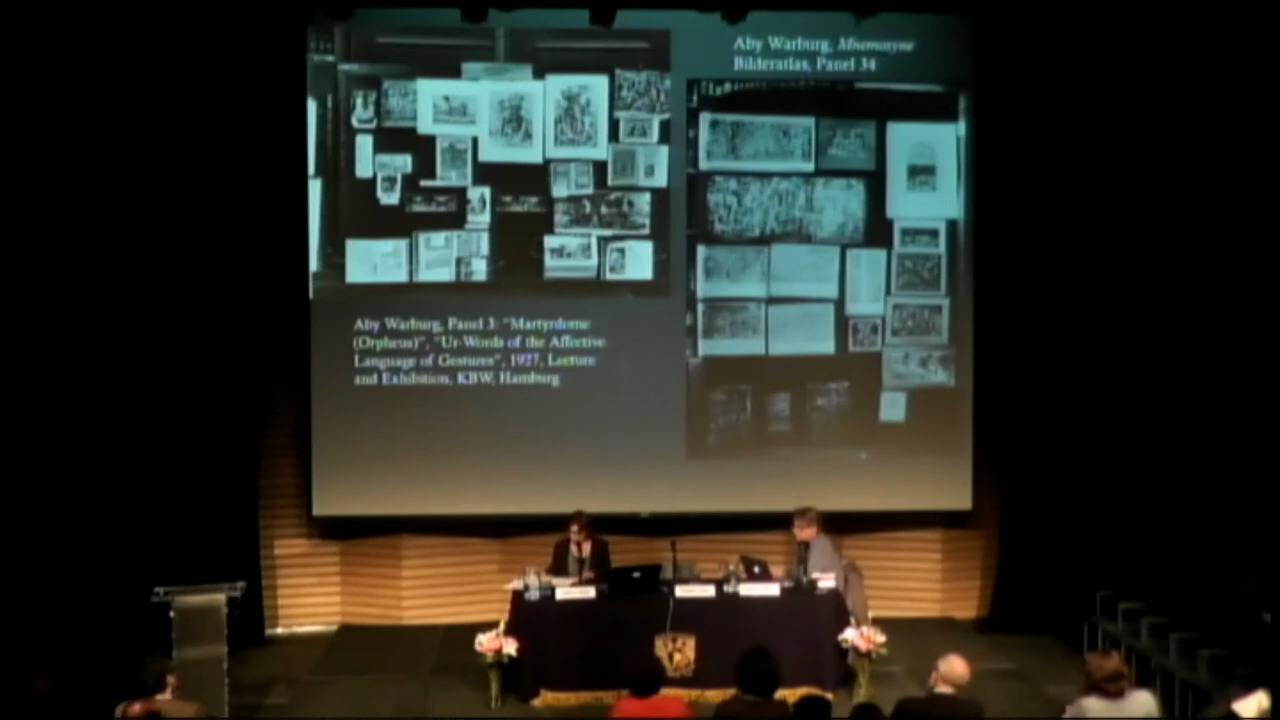 Aby Warburg, Mnemosyne
Bilderatlas, Panel 34
Aby Warburg, Panel 3: "Martyrdome
(Orpheus)", "Ur-Words of the Affective
Language of Gestures", 1927, Lecture
and Exhibition, KBW, Hamburg